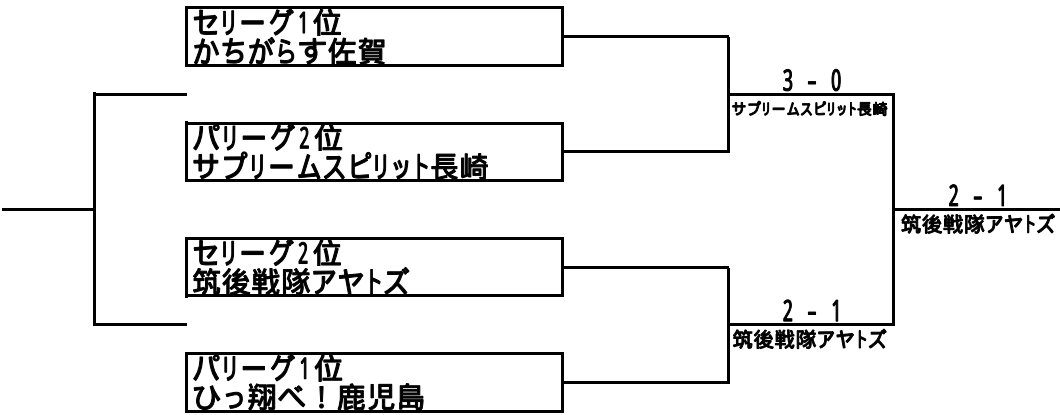 セリーグ1位
かちがらす佐賀
3 - 0
サプリームスピリット長崎
パリーグ2位
サプリームスピリット長崎
2 - 1
筑後戦隊アヤトズ
セリーグ2位
筑後戦隊アヤトズ
2 - 1
筑後戦隊アヤトズ
パリーグ1位
ひっ翔べ！鹿児島